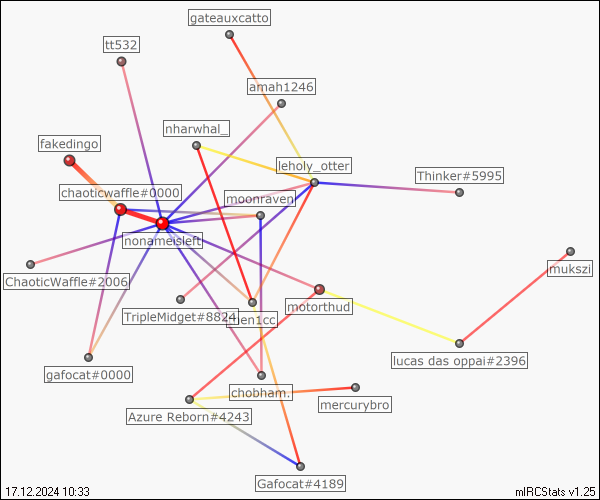 gateauxcatto
tt532
amah1246
nharwhal_
fakedingo
leholy_otter
Thinker#5995
chaoticwaffle#0000
moonraven
nonameisleft
mukszi
ChaoticWaffle#2006
motorthud
TripleMidget#8824
lucas das oppai#2396
gafocat#0000
chobham.
mercurybro
Azure Reborn#4243
Gafocat#4189
17.12.2024 10:33
mIRCStats v1.25